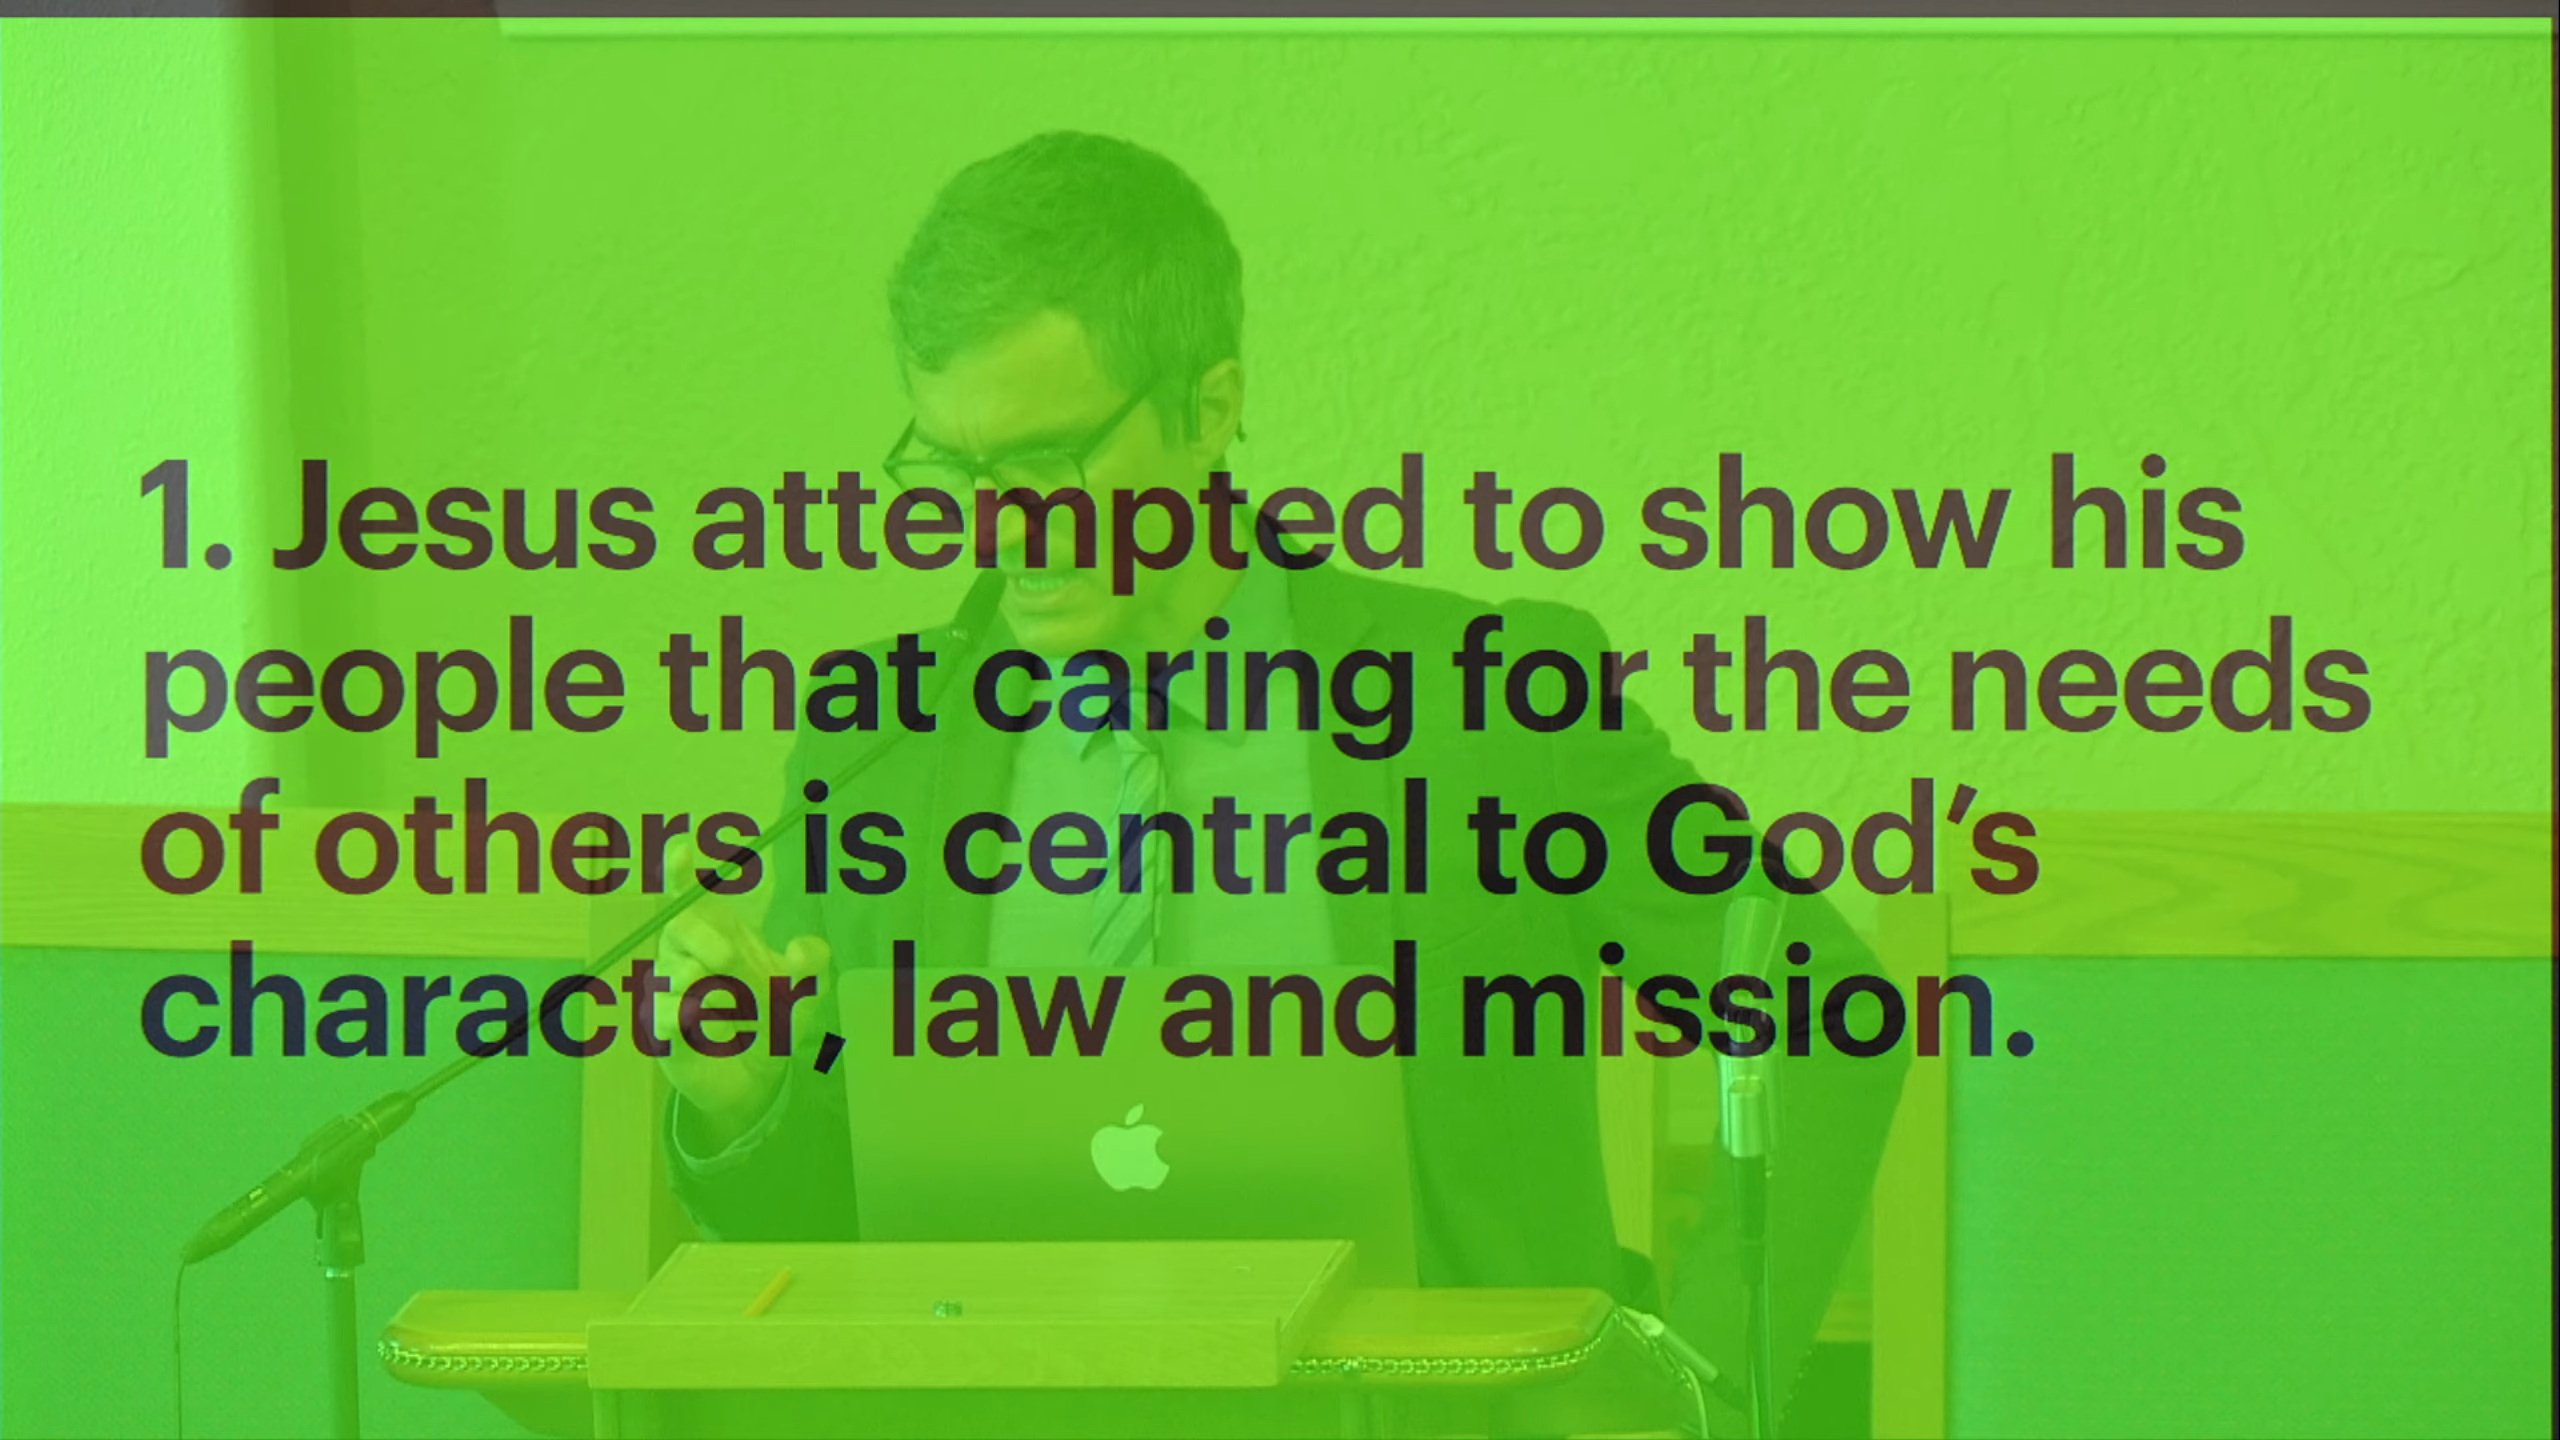 1. Jesus attempted to show his
people that caring for the needs
of others is central to God’s
character, law and mission.